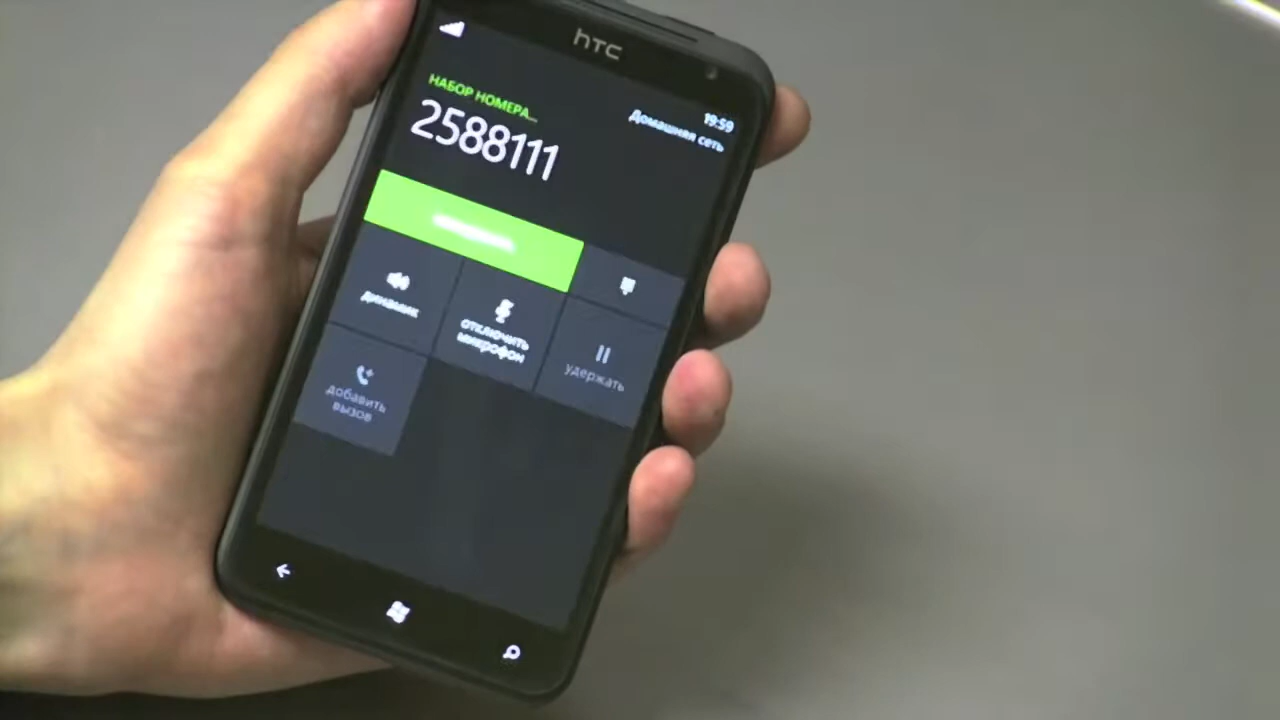 hTC
19:59
НАБОР НОМЕРА...
Домашняя сеть
2588111
динамик
отключить
микрофон
удержать
добавить
вызов